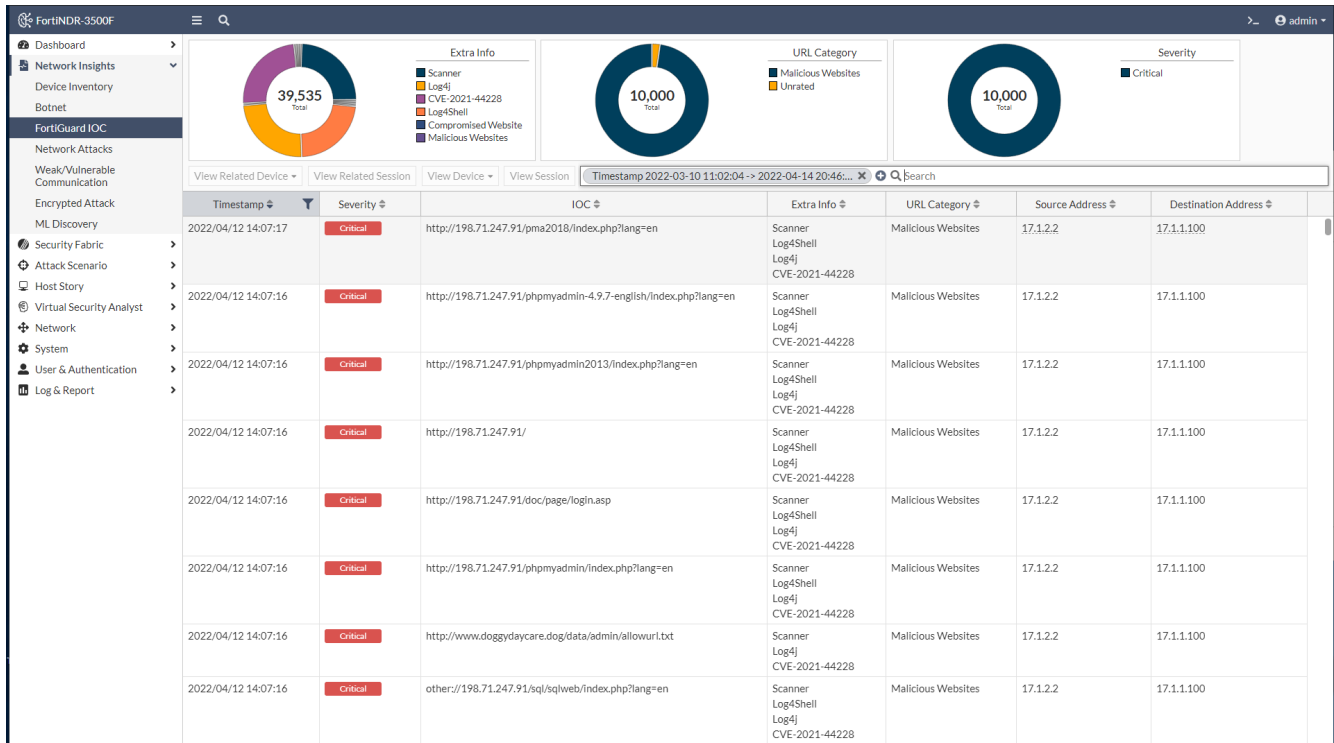 FortiNDR-3500F
>_ admin
Dashboard
Network Insights
Device Inventory
Botnet
FortiGuard IOC
Network Attacks
Weak/Vulnerable
Communication
Encrypted Attack
ML Discovery
Security Fabric
Attack Scenario
Host Story
Virtual Security Analyst
Network
System
User & Authentication
Log & Report
39,535
Total
Extra Info
Scanner
Log4j
CVE-2021-44228
Log4Shell
Compromised Website
Malicious Websites
10,000
Total
URL Category
Malicious Websites
Unrated
10,000
Total
Severity
Critical
View Related Device View Related Session View Device View Session Timestamp 2022-03-10 11:02:04 -> 2022-04-14 20:46:... Search
Timestamp Severity IOC Extra Info URL Category Source Address Destination Address
2022/04/12 14:07:17 Critical http://198.71.247.91/pma2018/index.php?lang=en Scanner Malicious Websites 17.1.2.2 17.1.1.100
Log4Shell
Log4j
CVE-2021-44228
2022/04/12 14:07:16 Critical http://198.71.247.91/phpmyadmin-4.9.7-english/index.php?lang=en Scanner Malicious Websites 17.1.2.2 17.1.1.100
Log4Shell
Log4j
CVE-2021-44228
2022/04/12 14:07:16 Critical http://198.71.247.91/phpmyadmin2013/index.php?lang=en Scanner Malicious Websites 17.1.2.2 17.1.1.100
Log4Shell
Log4j
CVE-2021-44228
2022/04/12 14:07:16 Critical http://198.71.247.91/ Scanner Malicious Websites 17.1.2.2 17.1.1.100
Log4Shell
Log4j
CVE-2021-44228
2022/04/12 14:07:16 Critical http://198.71.247.91/doc/page/login.asp Scanner Malicious Websites 17.1.2.2 17.1.1.100
Log4Shell
Log4j
CVE-2021-44228
2022/04/12 14:07:16 Critical http://198.71.247.91/phpmyadmin/index.php?lang=en Scanner Malicious Websites 17.1.2.2 17.1.1.100
Log4Shell
Log4j
CVE-2021-44228
2022/04/12 14:07:16 Critical http://www.doggydaycare.dog/data/admin/allowurl.txt Scanner Malicious Websites 17.1.2.2 17.1.1.100
Log4j
CVE-2021-44228
2022/04/12 14:07:16 Critical other://198.71.247.91/sql/sqlweb/index.php?lang=en Scanner Malicious Websites 17.1.2.2 17.1.1.100
Log4Shell
Log4j
CVE-2021-44228